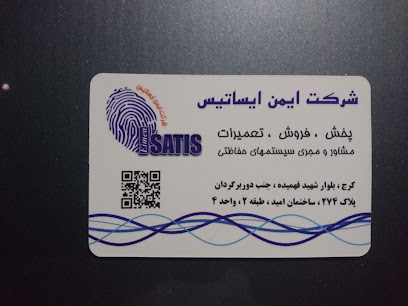 شرکت ایمن ایساتیس
پخش ، فروش ، تعمیرات
مشاور و مجری سیستمهای حفاظتی
شرکت ایمن ایساتیس
Eimen
ISATIS
کرج ، بلوار شهید فهمیده ، جنب دوربرگردان
پلاک ۲۷۴ ، ساختمان امید ، طبقه ۲ ، واحد ۴